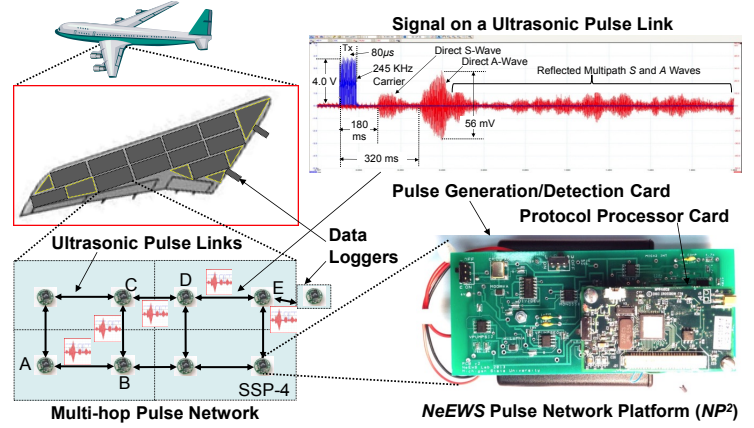 Signal on a Ultrasonic Pulse Link
Tx
80µs
Direct S-Wave
Direct A-Wave
245 KHz
Carrier
4.0 V
Reflected Multipath S and A Waves
180
ms
56 mV
320 ms
Pulse Generation/Detection Card
Protocol Processor Card
Ultrasonic Pulse Links
Data
Loggers
C
D
E
A
B
SSP-4
Multi-hop Pulse Network
NeEWS Pulse Network Platform (NP²)